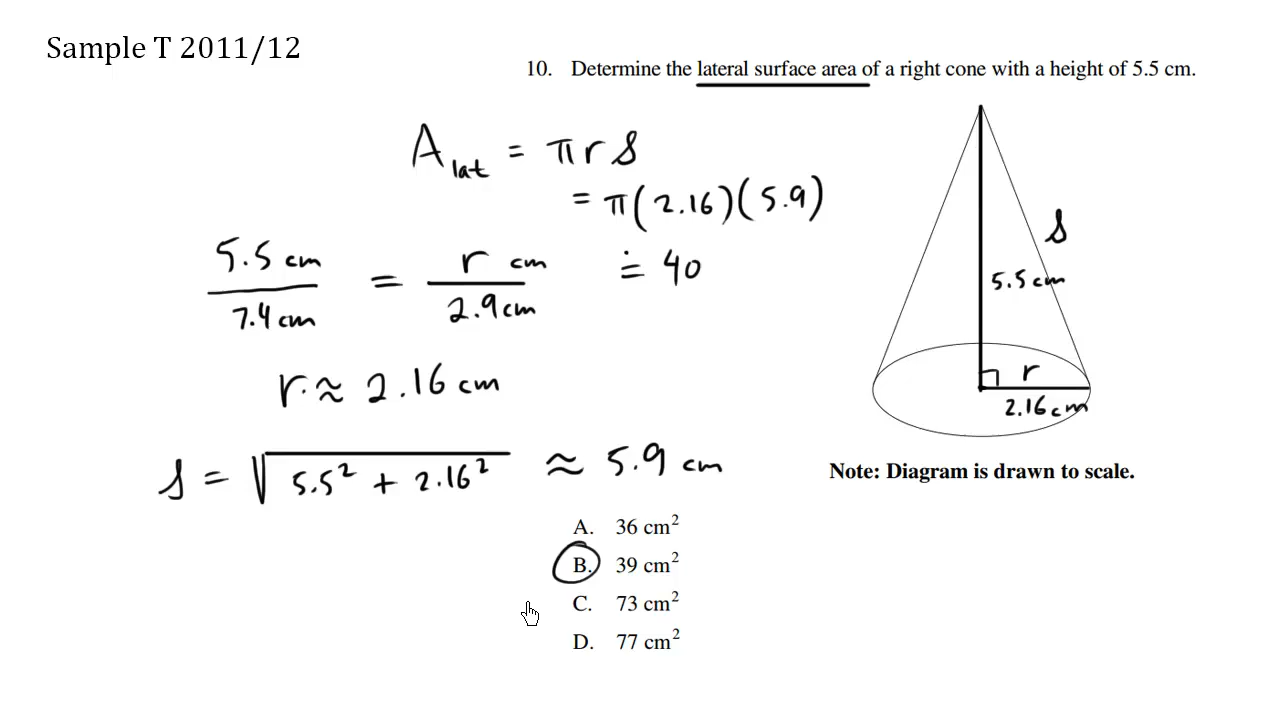 Sample T 2011/12
10. Determine the lateral surface area of a right cone with a height of 5.5 cm.
A lat = π r s
= π(2.16)(5.9)
≐ 40
5.5 cm / 7.4 cm = r cm / 2.9 cm
r ≈ 2.16 cm
s = √5.5² + 2.16² ≈ 5.9 cm
s
5.5 cm
r
2.16 cm
Note: Diagram is drawn to scale.
A. 36 cm²
B. 39 cm²
C. 73 cm²
D. 77 cm²